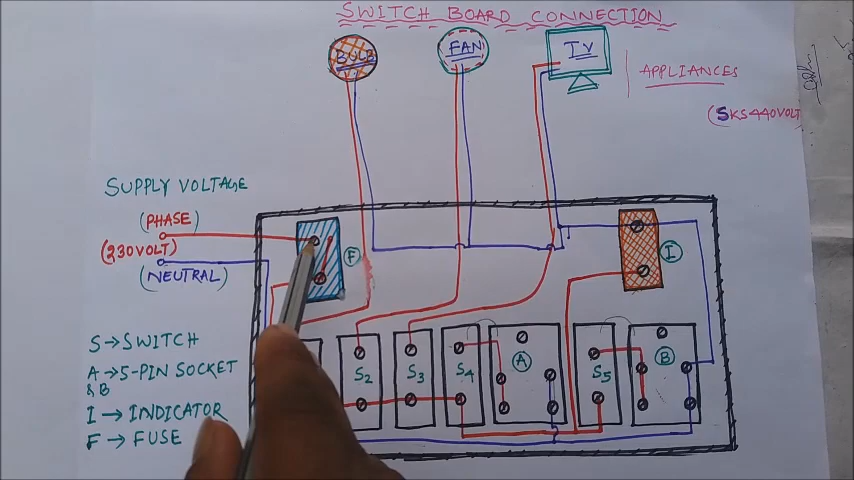 SWITCH BOARD CONNECTION
BULB
FAN
TV
APPLIANCES
(SKS440VOLT
SUPPLY VOLTAGE
(PHASE)
(230VOLT)
(NEUTRAL)
F
I
S→SWITCH
A→5-PIN SOCKET
& B
I→INDICATOR
F→FUSE
S2
S3
S4
A
S5
B